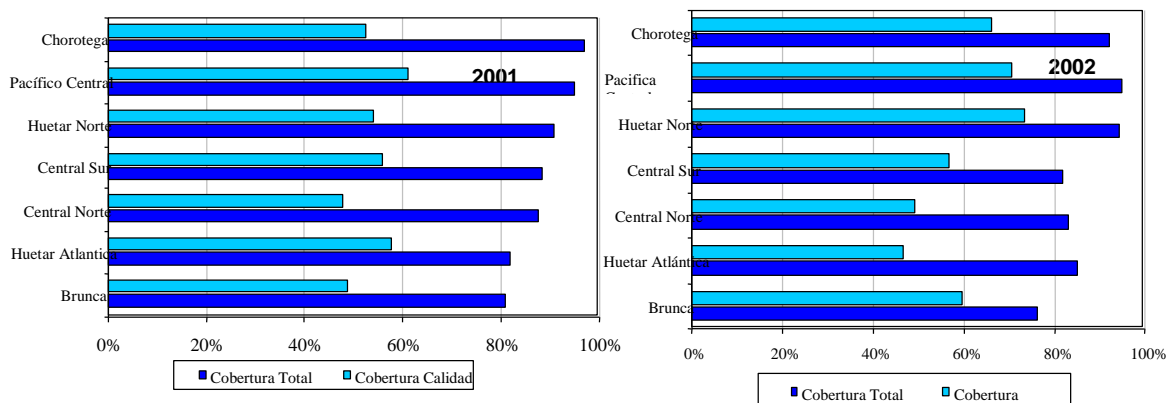 2001
Chorotega
Pacífico Central
Huetar Norte
Central Sur
Central Norte
Huetar Atlantica
Brunca
0% 20% 40% 60% 80% 100%
Cobertura Total Cobertura Calidad
2002
Chorotega
Pacifica
Huetar Norte
Central Sur
Central Norte
Huetar Atlántica
Brunca
0% 20% 40% 60% 80% 100%
Cobertura Total Cobertura